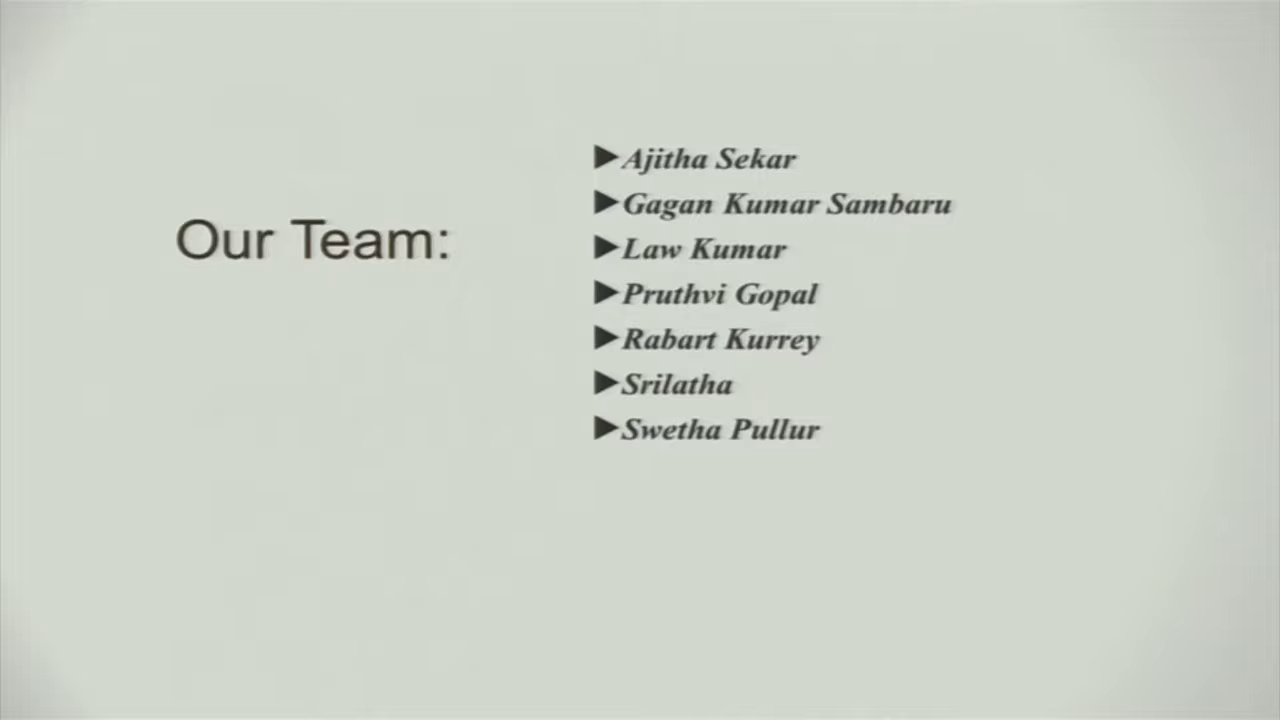 Our Team:
►Ajitha Sekar
►Gagan Kumar Sambaru
►Law Kumar
►Pruthvi Gopal
►Rabart Kurrey
►Srilatha
►Swetha Pullur